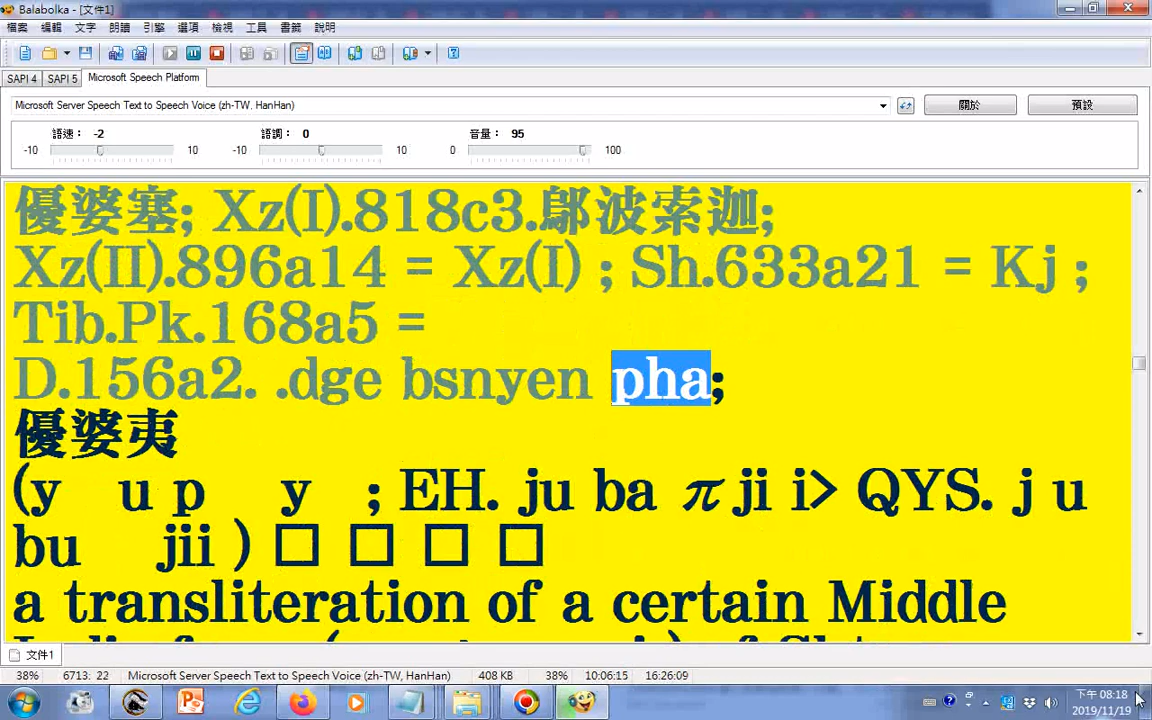 Balabolka - [文件1]
檔案 編輯 文字 朗讀 引擎 選項 檢視 工具 書籤 說明
SAPI 4 SAPI 5 Microsoft Speech Platform
Microsoft Server Speech Text to Speech Voice (zh-TW, HanHan) 關於 預設
語速： -2 語調： 0 音量： 95
-10 10 -10 10 0 100
優婆塞; Xz(I).818c3.鄔波索迦;
Xz(II).896a14 = Xz(I) ; Sh.633a21 = Kj ;
Tib.Pk.168a5 =
D.156a2. .dge bsnyen pha;
優婆夷
(y u p y ; EH. ju ba π ji i> QYS. j u
bu jii ) □ □ □ □
a transliteration of a certain Middle
文件1
38% 6713: 22 Microsoft Server Speech Text to Speech Voice (zh-TW, HanHan) 408 KB 38% 10:06:15 16:26:09
下午 08:18
2019/11/19